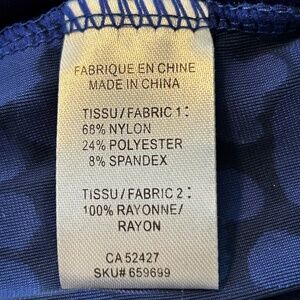 FABRIQUE EN CHINE
MADE IN CHINA
TISSU/FABRIC 1:
68% NYLON
24% POLYESTER
8% SPANDEX
TISSU/FABRIC 2:
100% RAYONNE/
RAYON
CA 52427
SKU# 659699